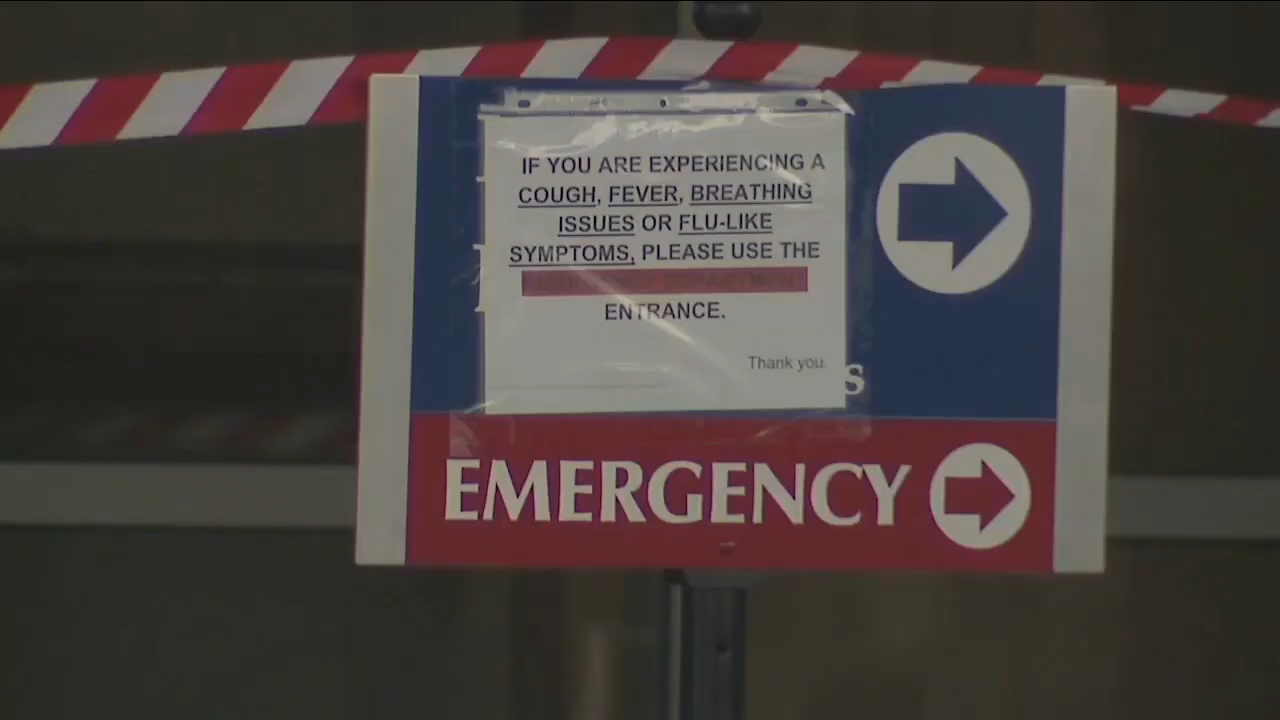 IF YOU ARE EXPERIENCING A
COUGH, FEVER, BREATHING
ISSUES OR FLU-LIKE
SYMPTOMS, PLEASE USE THE
ENTRANCE.
Thank you.
S
EMERGENCY